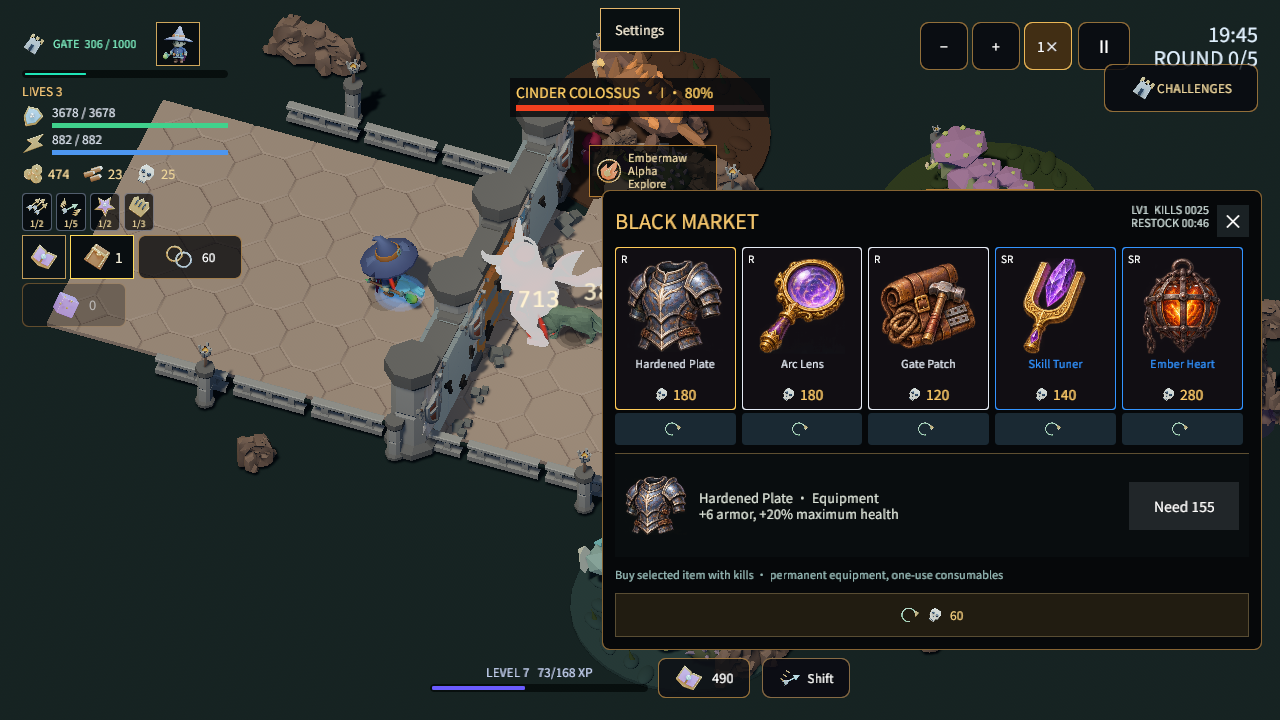 GATE 306 / 1000
Settings
− + 1×
19:45
ROUND 0/5
CHALLENGES
LIVES 3
3678 / 3678
882 / 882
474 23 25
1/2 1/5 1/2 1/3
1 60
0
CINDER COLOSSUS • I • 80%
Embermaw
Alpha
Explore
713
BLACK MARKET
LV1 KILLS 0025
RESTOCK 00:46
R R R SR SR
Hardened Plate Arc Lens Gate Patch Skill Tuner Ember Heart
180 180 120 140 280
Hardened Plate • Equipment
+6 armor, +20% maximum health
Need 155
Buy selected item with kills • permanent equipment, one-use consumables
60
LEVEL 7 73/168 XP
490 Shift